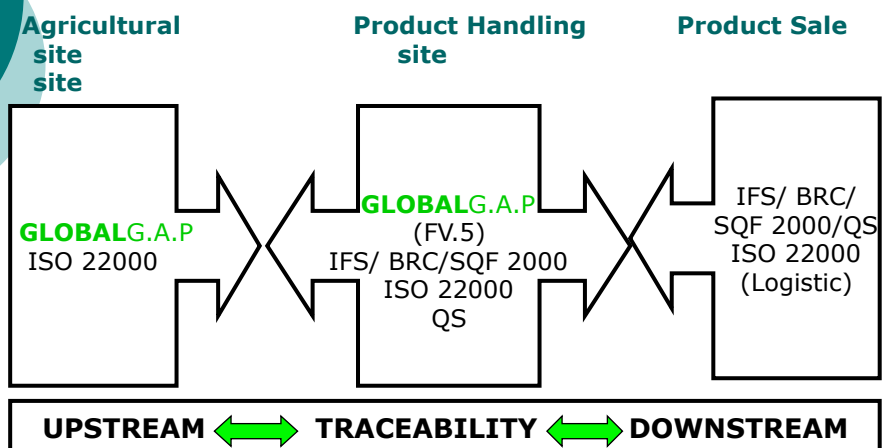 Agricultural
site
site
Product Handling
site
Product Sale
GLOBALG.A.P
ISO 22000
GLOBALG.A.P
(FV.5)
IFS/ BRC/SQF 2000
ISO 22000
QS
IFS/ BRC/
SQF 2000/QS
ISO 22000
(Logistic)
UPSTREAM TRACEABILITY DOWNSTREAM